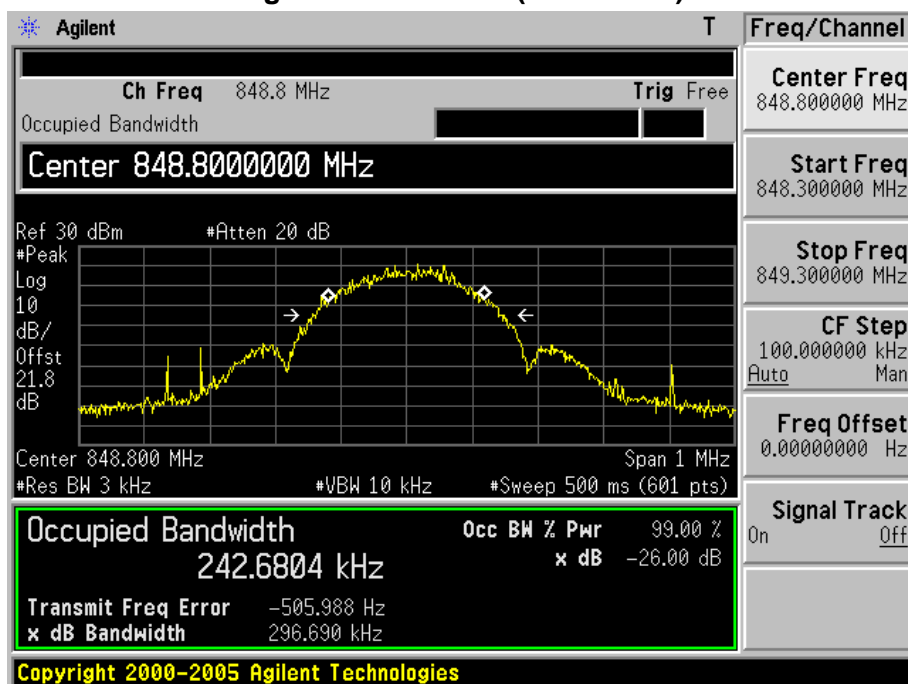 Agilent T Freq/Channel
Ch Freq 848.8 MHz Trig Free
Occupied Bandwidth
Center 848.8000000 MHz
Ref 30 dBm #Atten 20 dB
#Peak
Log
10
dB/
Offst
21.8
dB
Center 848.800 MHz Span 1 MHz
#Res BW 3 kHz #VBW 10 kHz #Sweep 500 ms (601 pts)
Occupied Bandwidth Occ BW % Pwr 99.00 %
242.6804 kHz x dB -26.00 dB
Transmit Freq Error -505.988 Hz
x dB Bandwidth 296.690 kHz
Copyright 2000-2005 Agilent Technologies
Center Freq
848.800000 MHz
Start Freq
848.300000 MHz
Stop Freq
849.300000 MHz
CF Step
100.000000 kHz
Auto Man
Freq Offset
0.00000000 Hz
Signal Track
On Off